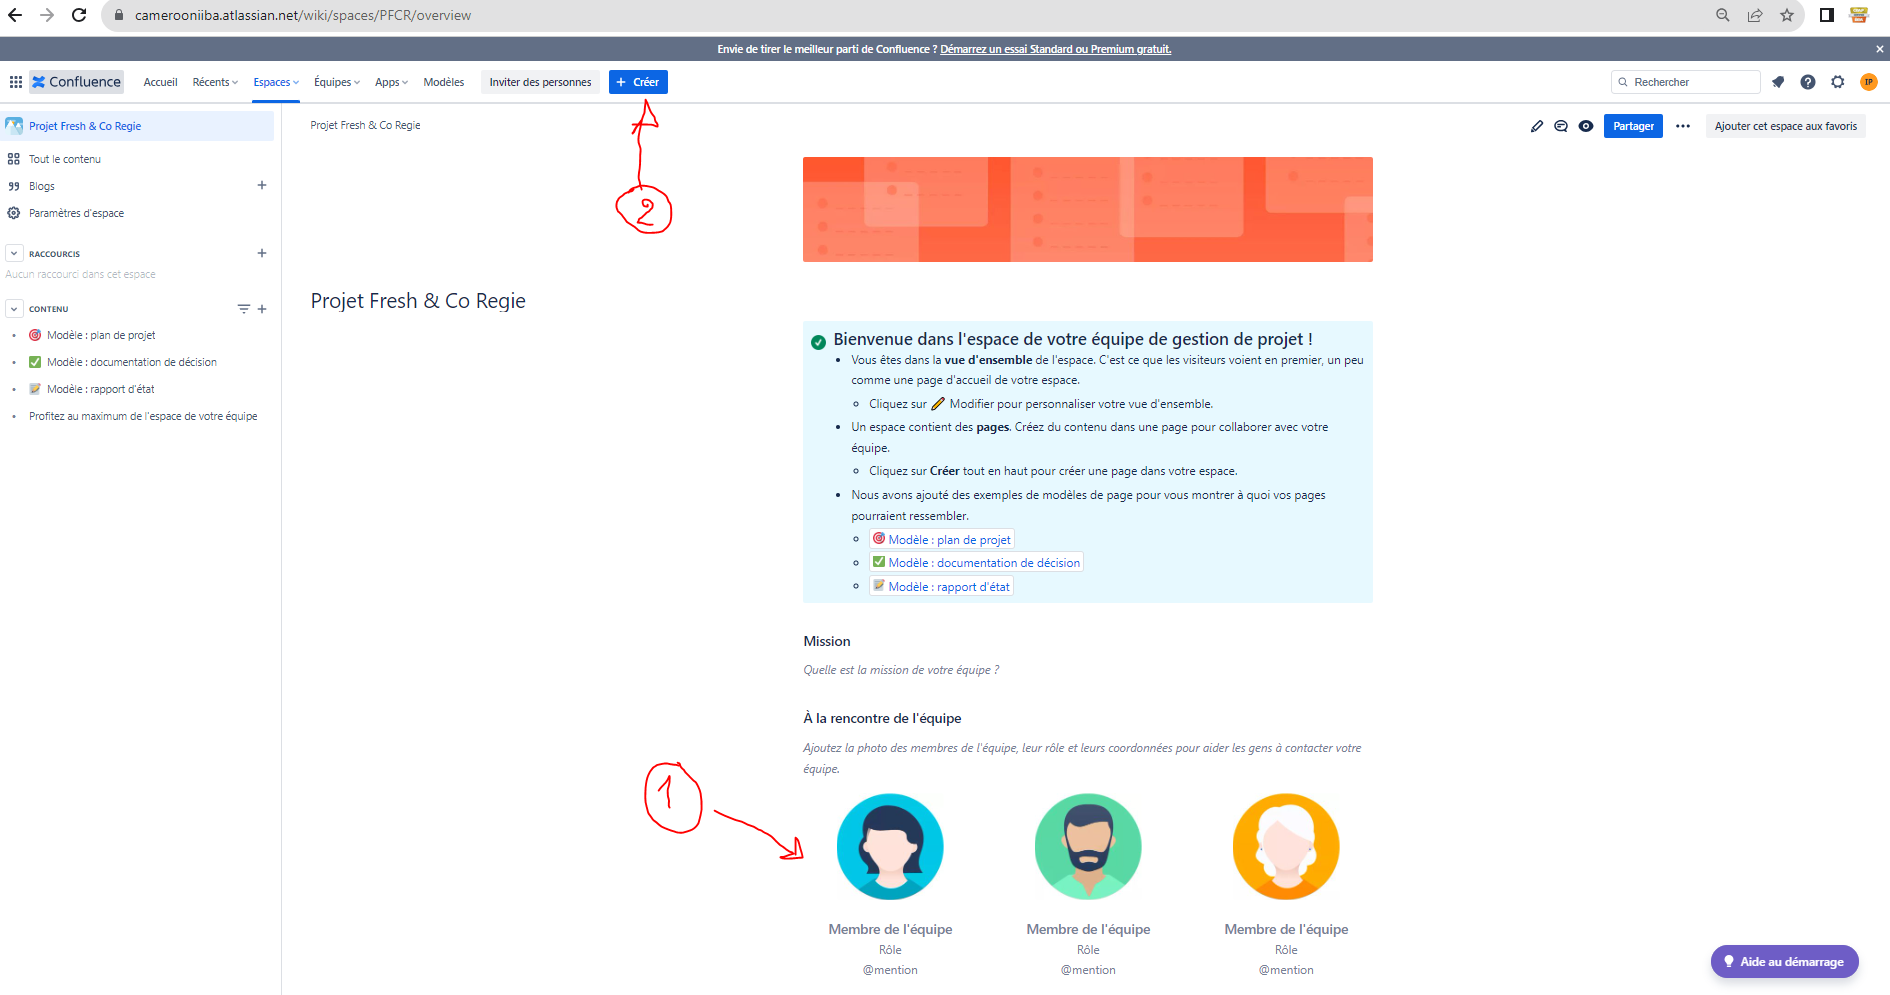 camerooniiba.atlassian.net/wiki/spaces/PFCR/overview
Envie de tirer le meilleur parti de Confluence ? Démarrez un essai Standard ou Premium gratuit.
Confluence Accueil Récents Espaces Équipes Apps Modèles Inviter des personnes + Créer Rechercher IP
Projet Fresh & Co Regie
Projet Fresh & Co Regie
Partager ••• Ajouter cet espace aux favoris
Tout le contenu
Blogs
Paramètres d'espace
RACCOURCIS
Aucun raccourci dans cet espace
CONTENU
Modèle : plan de projet
Modèle : documentation de décision
Modèle : rapport d'état
Profitez au maximum de l'espace de votre équipe
2
Projet Fresh & Co Regie
Bienvenue dans l'espace de votre équipe de gestion de projet !
Vous êtes dans la vue d'ensemble de l'espace. C'est ce que les visiteurs voient en premier, un peu
comme une page d'accueil de votre espace.
Cliquez sur Modifier pour personnaliser votre vue d'ensemble.
Un espace contient des pages. Créez du contenu dans une page pour collaborer avec votre
équipe.
Cliquez sur Créer tout en haut pour créer une page dans votre espace.
Nous avons ajouté des exemples de modèles de page pour vous montrer à quoi vos pages
pourraient ressembler.
Modèle : plan de projet
Modèle : documentation de décision
Modèle : rapport d'état
Mission
Quelle est la mission de votre équipe ?
À la rencontre de l'équipe
Ajoutez la photo des membres de l'équipe, leur rôle et leurs coordonnées pour aider les gens à contacter votre
équipe.
1
Membre de l'équipe Membre de l'équipe Membre de l'équipe
Rôle Rôle Rôle
@mention @mention @mention
Aide au démarrage